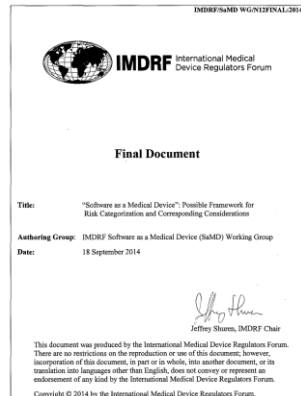 IMDRF/SaMD WG/N12FINAL:2014
IMDRF International Medical
Device Regulators Forum
Final Document
Title: "Software as a Medical Device": Possible Framework for
Risk Categorization and Corresponding Considerations
Authoring Group: IMDRF Software as a Medical Device (SaMD) Working Group
Date: 18 September 2014
Jeffrey Shuren
Jeffrey Shuren, IMDRF Chair
This document was produced by the International Medical Device Regulators Forum.
There are no restrictions on the reproduction or use of this document; however,
incorporation of this document, in part or in whole, into another document, or its
translation into languages other than English, does not convey or represent an
endorsement of any kind by the International Medical Device Regulators Forum.
Copyright © 2014 by the International Medical Device Regulators Forum.